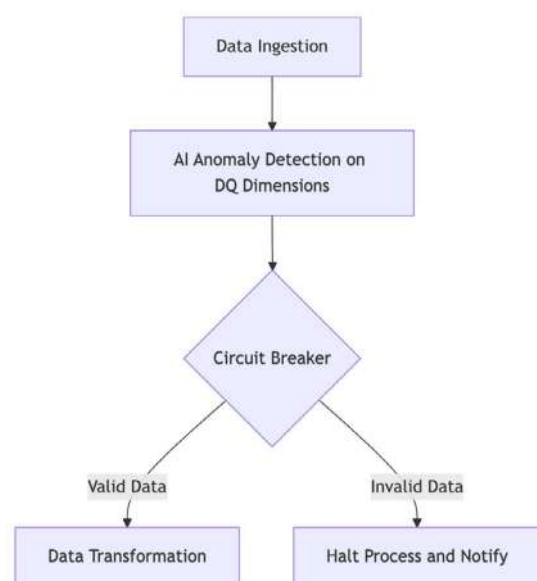 Data Ingestion
AI Anomaly Detection on
DQ Dimensions
Circuit Breaker
Valid Data
Invalid Data
Data Transformation
Halt Process and Notify